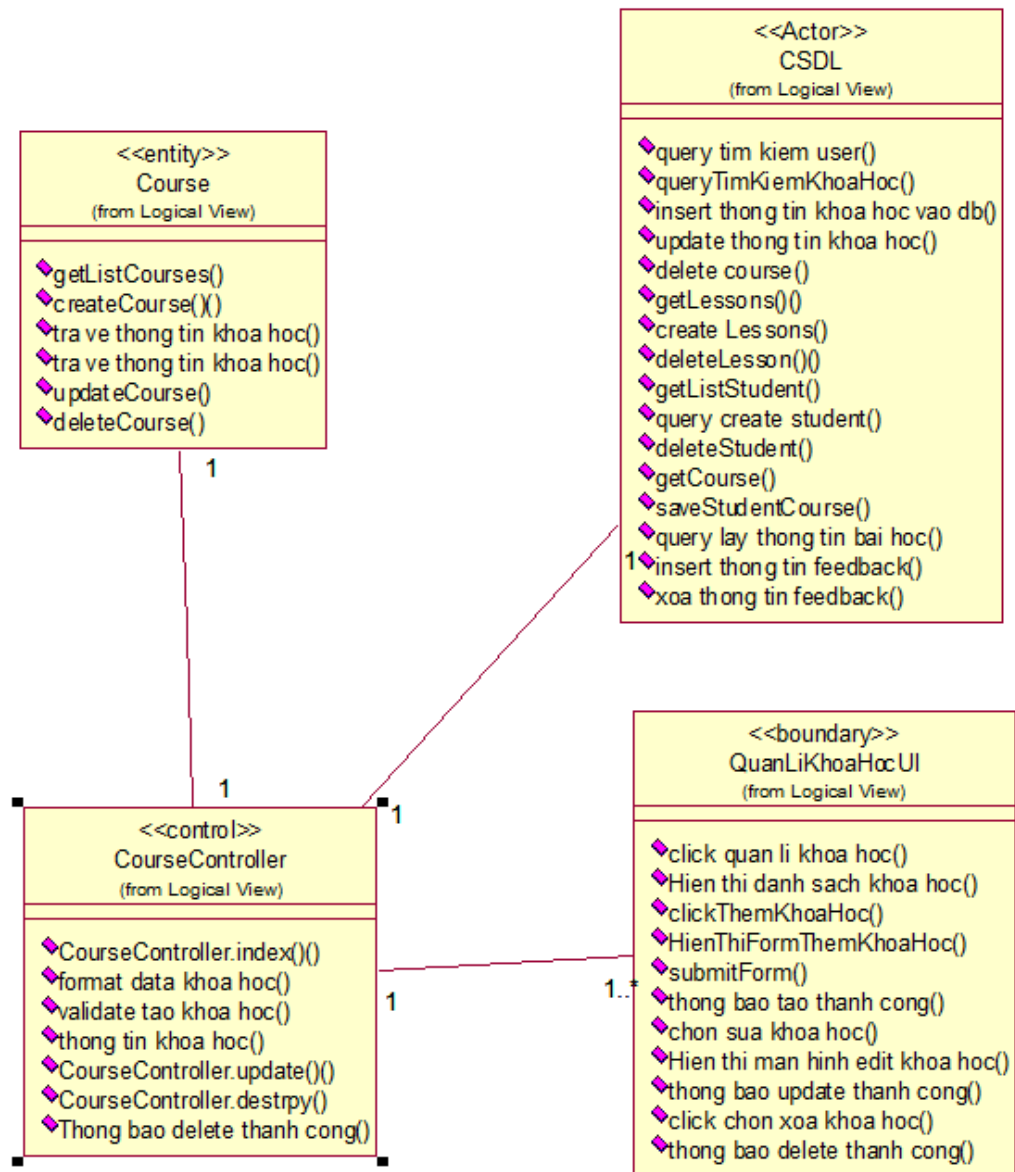 <<Actor>>
CSDL
(from Logical View)
query tim kiem user()
queryTimKiemKhoaHoc()
insert thong tin khoa hoc vao db()
update thong tin khoa hoc()
delete course()
getLessons()()
create Lessons()
deleteLesson()()
getListStudent()
query create student()
deleteStudent()
getCourse()
saveStudentCourse()
query lay thong tin bai hoc()
insert thong tin feedback()
xoa thong tin feedback()
1
<<entity>>
Course
(from Logical View)
getListCourses()
createCourse()()
tra ve thong tin khoa hoc()
tra ve thong tin khoa hoc()
updateCourse()
deleteCourse()
1
1
1
<<control>>
CourseController
(from Logical View)
CourseController.index()()
format data khoa hoc()
validate tao khoa hoc()
thong tin khoa hoc()
CourseController.update()()
CourseController.destrpy()
Thong bao delete thanh cong()
1
1..*
<<boundary>>
QuanLiKhoaHocUI
(from Logical View)
click quan li khoa hoc()
Hien thi danh sach khoa hoc()
clickThemKhoaHoc()
HienThiFormThemKhoaHoc()
submitForm()
thong bao tao thanh cong()
chon sua khoa hoc()
Hien thi man hinh edit khoa hoc()
thong bao update thanh cong()
click chon xoa khoa hoc()
thong bao delete thanh cong()